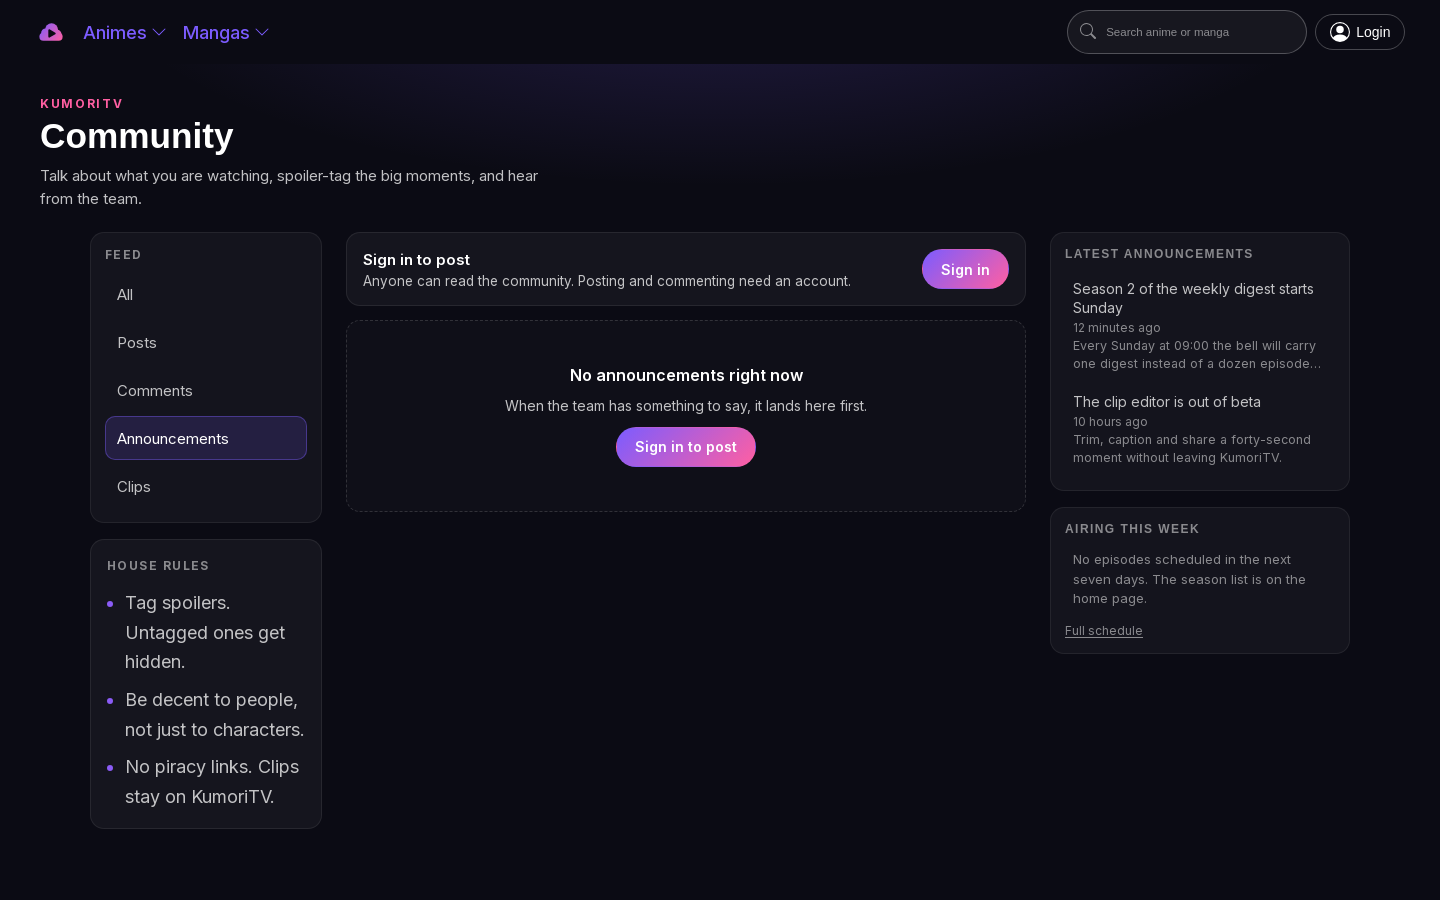 Animes
Mangas
Search anime or manga
Login
KUMORITV
Community
Talk about what you are watching, spoiler-tag the big moments, and hear
from the team.
FEED
All
Posts
Comments
Announcements
Clips
HOUSE RULES
Tag spoilers.
Untagged ones get
hidden.
Be decent to people,
not just to characters.
No piracy links. Clips
stay on KumoriTV.
Sign in to post
Anyone can read the community. Posting and commenting need an account.
Sign in
No announcements right now
When the team has something to say, it lands here first.
Sign in to post
LATEST ANNOUNCEMENTS
Season 2 of the weekly digest starts
Sunday
12 minutes ago
Every Sunday at 09:00 the bell will carry
one digest instead of a dozen episode…
The clip editor is out of beta
10 hours ago
Trim, caption and share a forty-second
moment without leaving KumoriTV.
AIRING THIS WEEK
No episodes scheduled in the next
seven days. The season list is on the
home page.
Full schedule